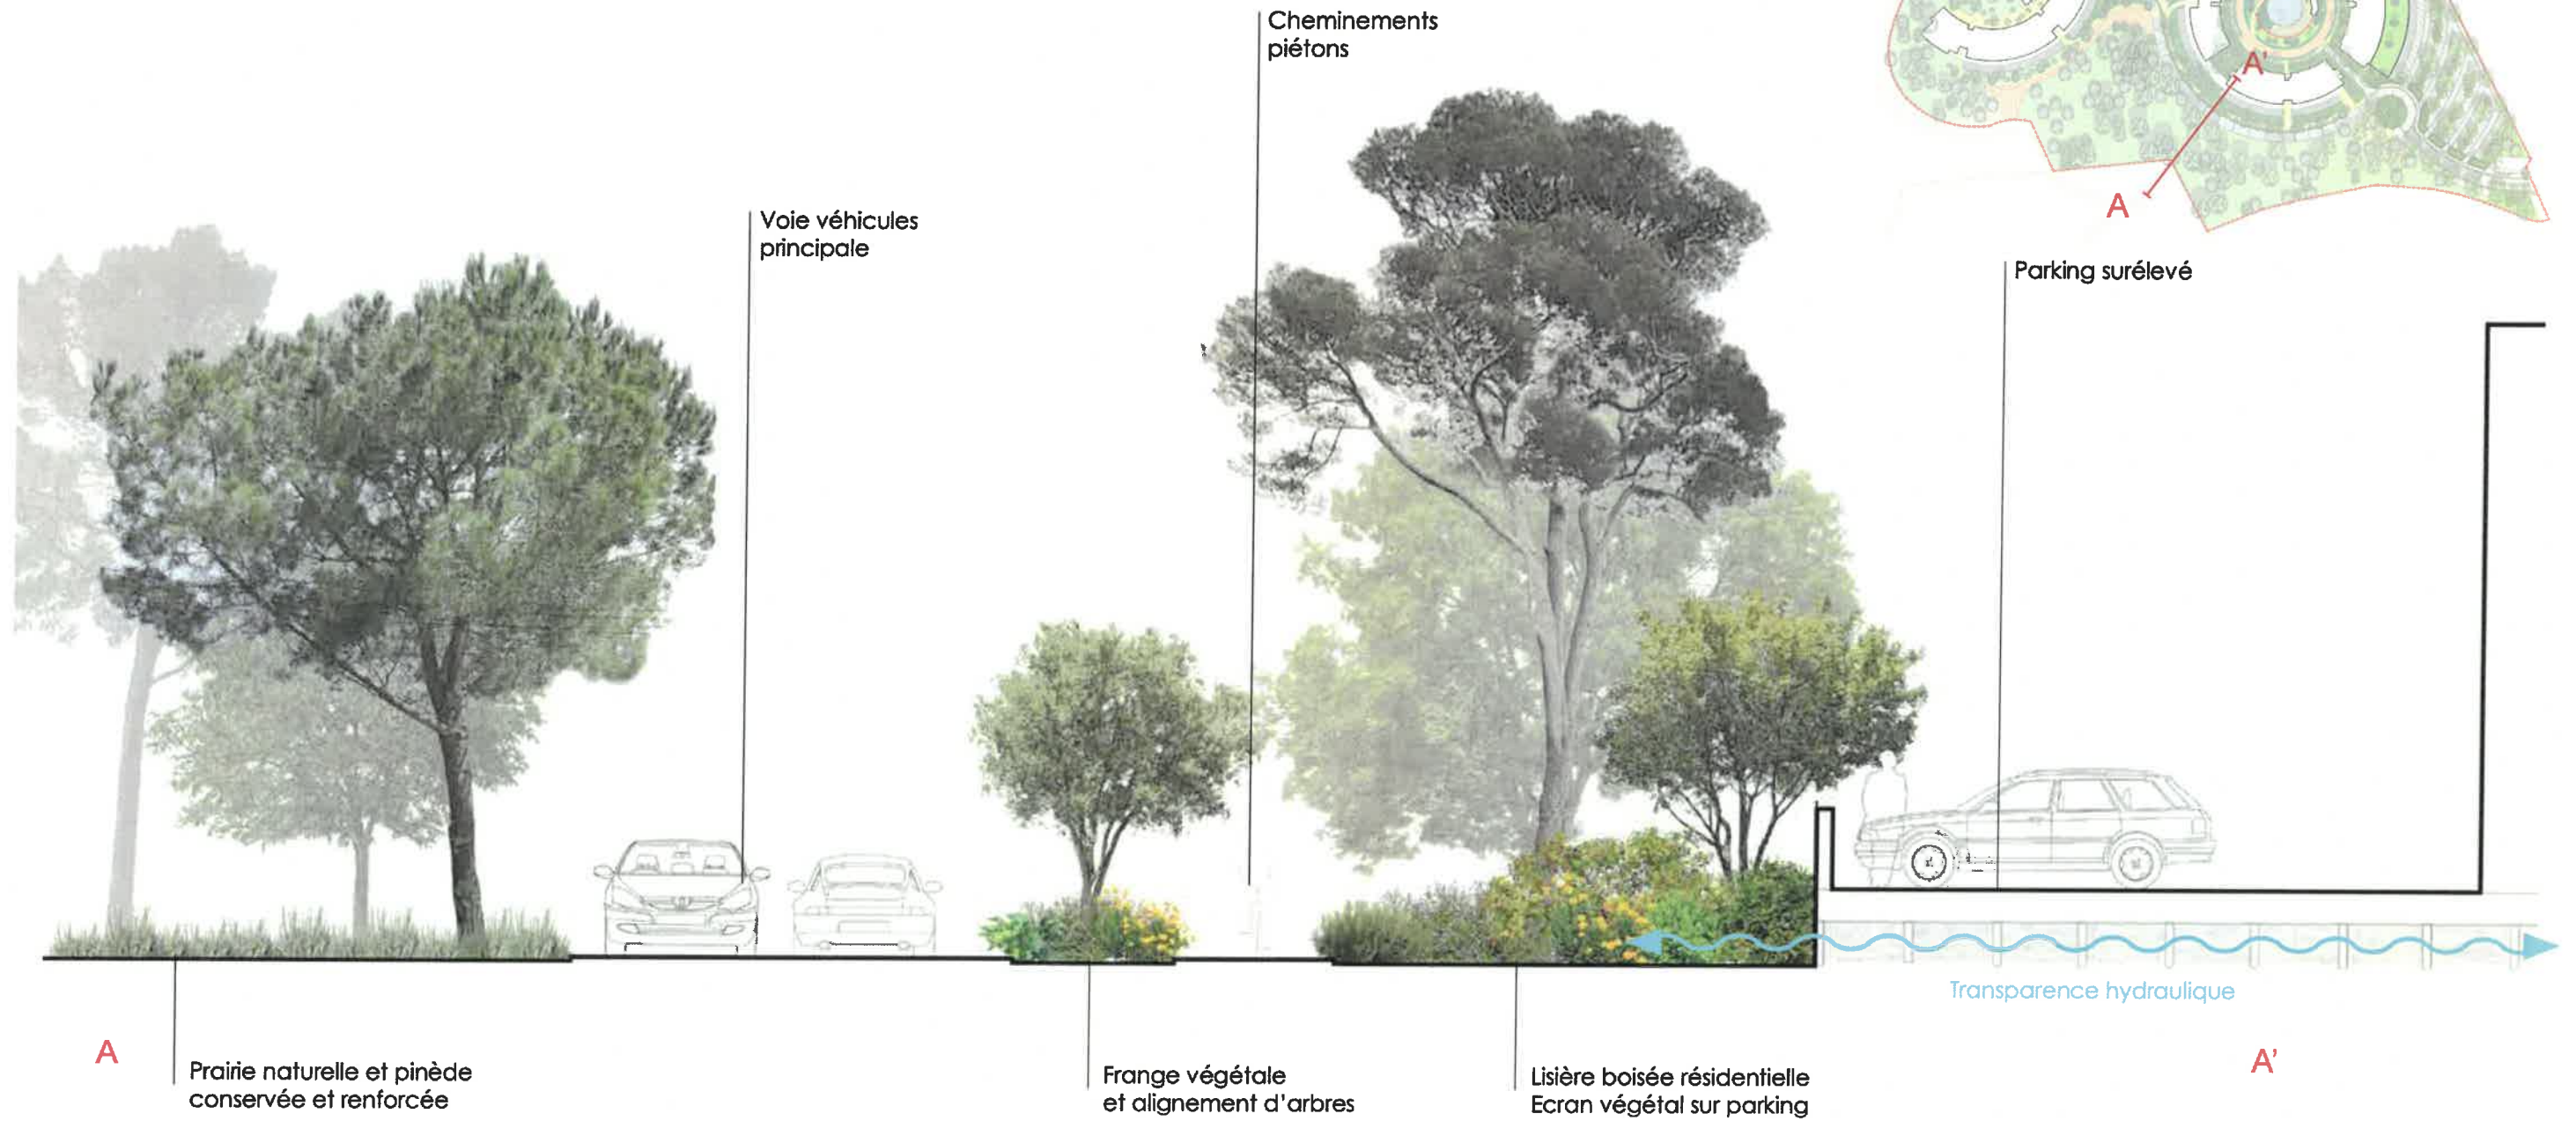 Cheminements
piétons
A'
A
Voie véhicules
principale
Parking surélevé
Transparence hydraulique
A
A'
Prairie naturelle et pinède
conservée et renforcée
Frange végétale
et alignement d'arbres
Lisière boisée résidentielle
Ecran végétal sur parking